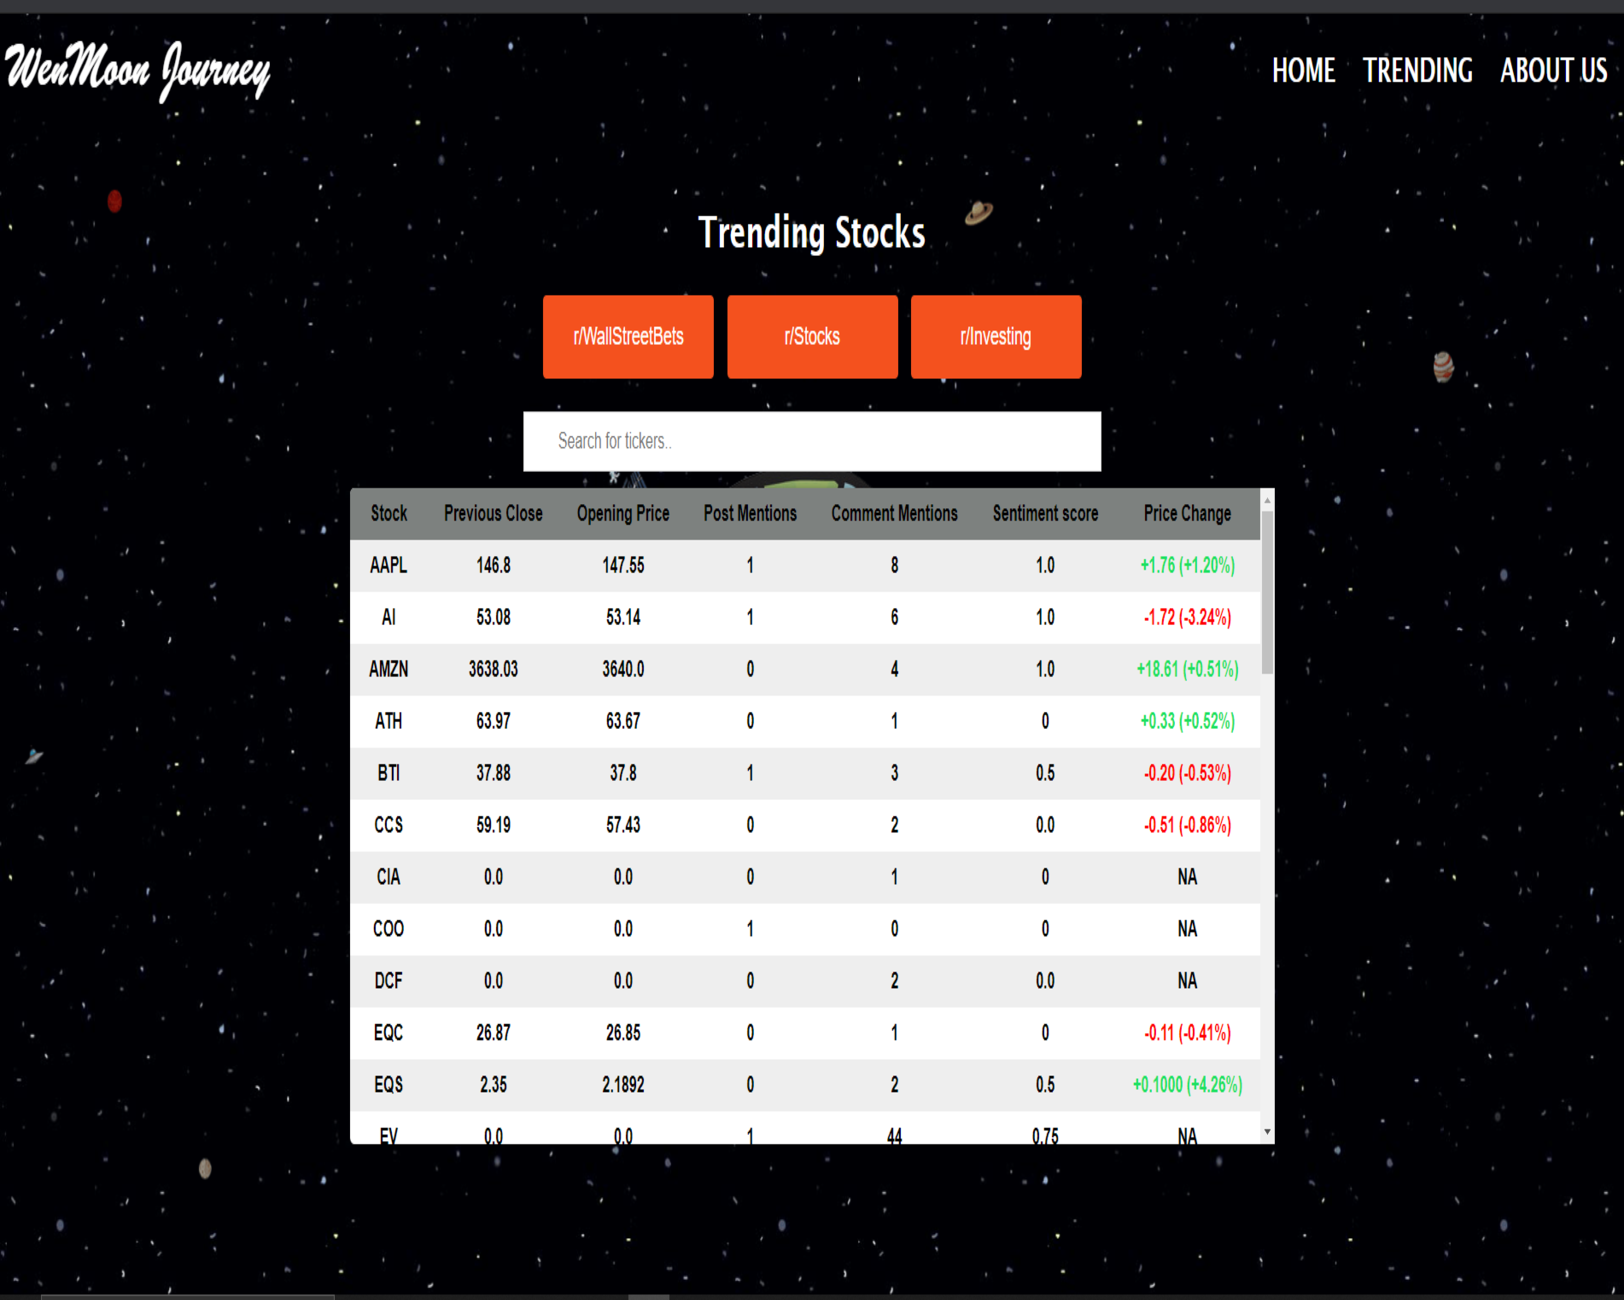 WenMoon Journey
HOME TRENDING ABOUT US
Trending Stocks
r/WallStreetBets r/Stocks r/Investing
Search for tickers..
Stock Previous Close Opening Price Post Mentions Comment Mentions Sentiment score Price Change
AAPL 146.8 147.55 1 8 1.0 +1.76 (+1.20%)
AI 53.08 53.14 1 6 1.0 -1.72 (-3.24%)
AMZN 3638.03 3640.0 0 4 1.0 +18.61 (+0.51%)
ATH 63.97 63.67 0 1 0 +0.33 (+0.52%)
BTI 37.88 37.8 1 3 0.5 -0.20 (-0.53%)
CCS 59.19 57.43 0 2 0.0 -0.51 (-0.86%)
CIA 0.0 0.0 0 1 0 NA
COO 0.0 0.0 1 0 0 NA
DCF 0.0 0.0 0 2 0.0 NA
EQC 26.87 26.85 0 1 0 -0.11 (-0.41%)
EQS 2.35 2.1892 0 2 0.5 +0.1000 (+4.26%)
EV 0.0 0.0 1 44 0.75 NA